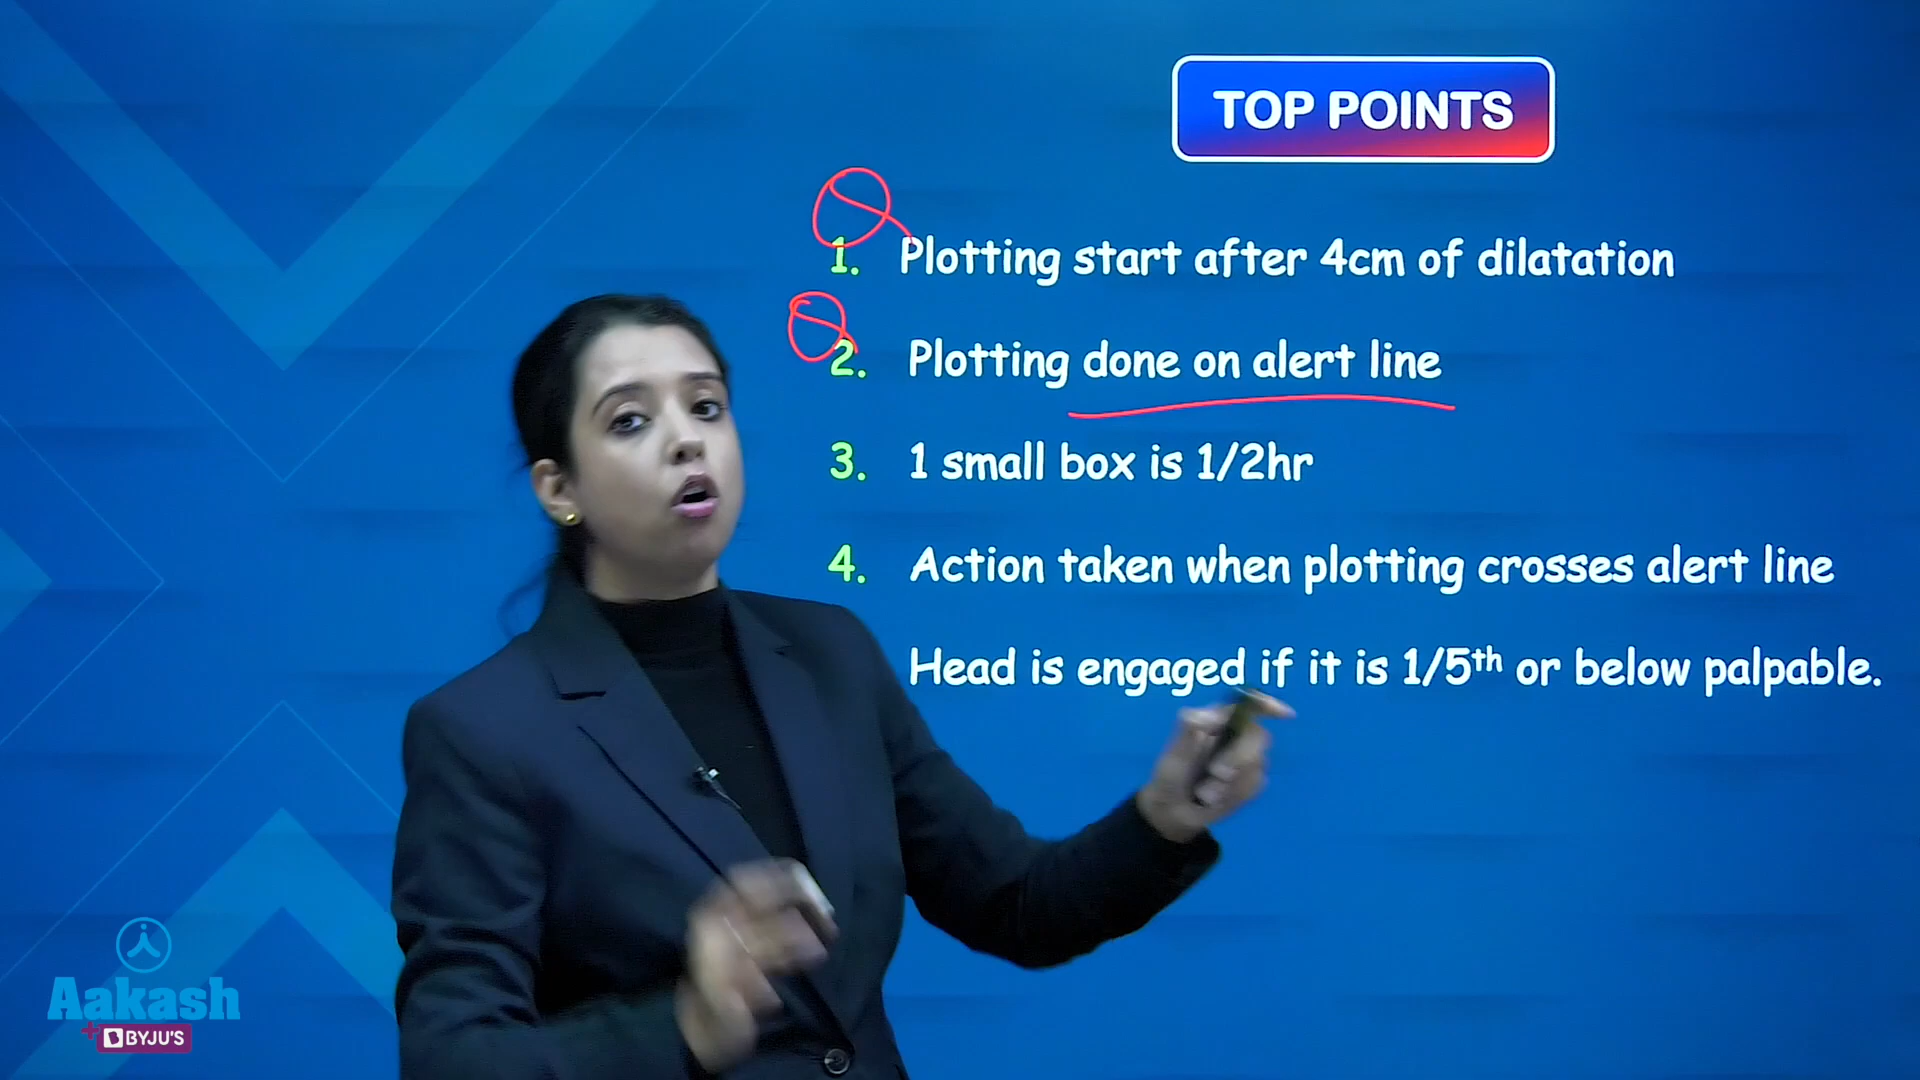 TOP POINTS
1. Plotting start after 4cm of dilatation
2. Plotting done on alert line
3. 1 small box is 1/2hr
4. Action taken when plotting crosses alert line
Head is engaged if it is 1/5th or below palpable.
Aakash
+ BYJU'S